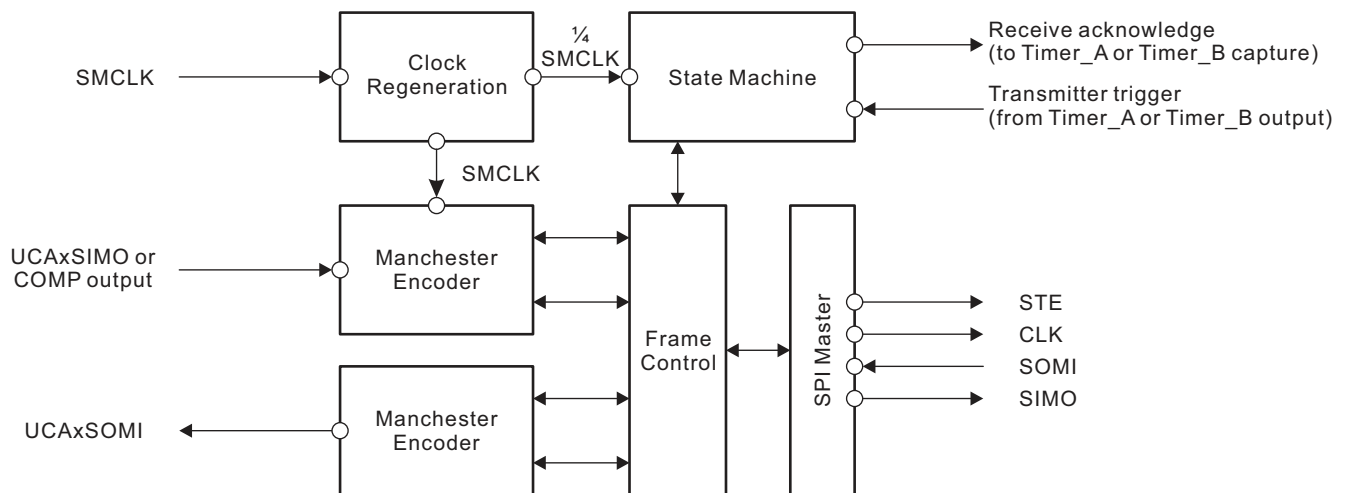 SMCLK
Clock
Regeneration
¼
SMCLK
State Machine
Receive acknowledge
(to Timer_A or Timer_B capture)
Transmitter trigger
(from Timer_A or Timer_B output)
SMCLK
UCAxSIMO or
COMP output
Manchester
Encoder
Frame
Control
SPI Master
STE
CLK
SOMI
SIMO
UCAxSOMI
Manchester
Encoder